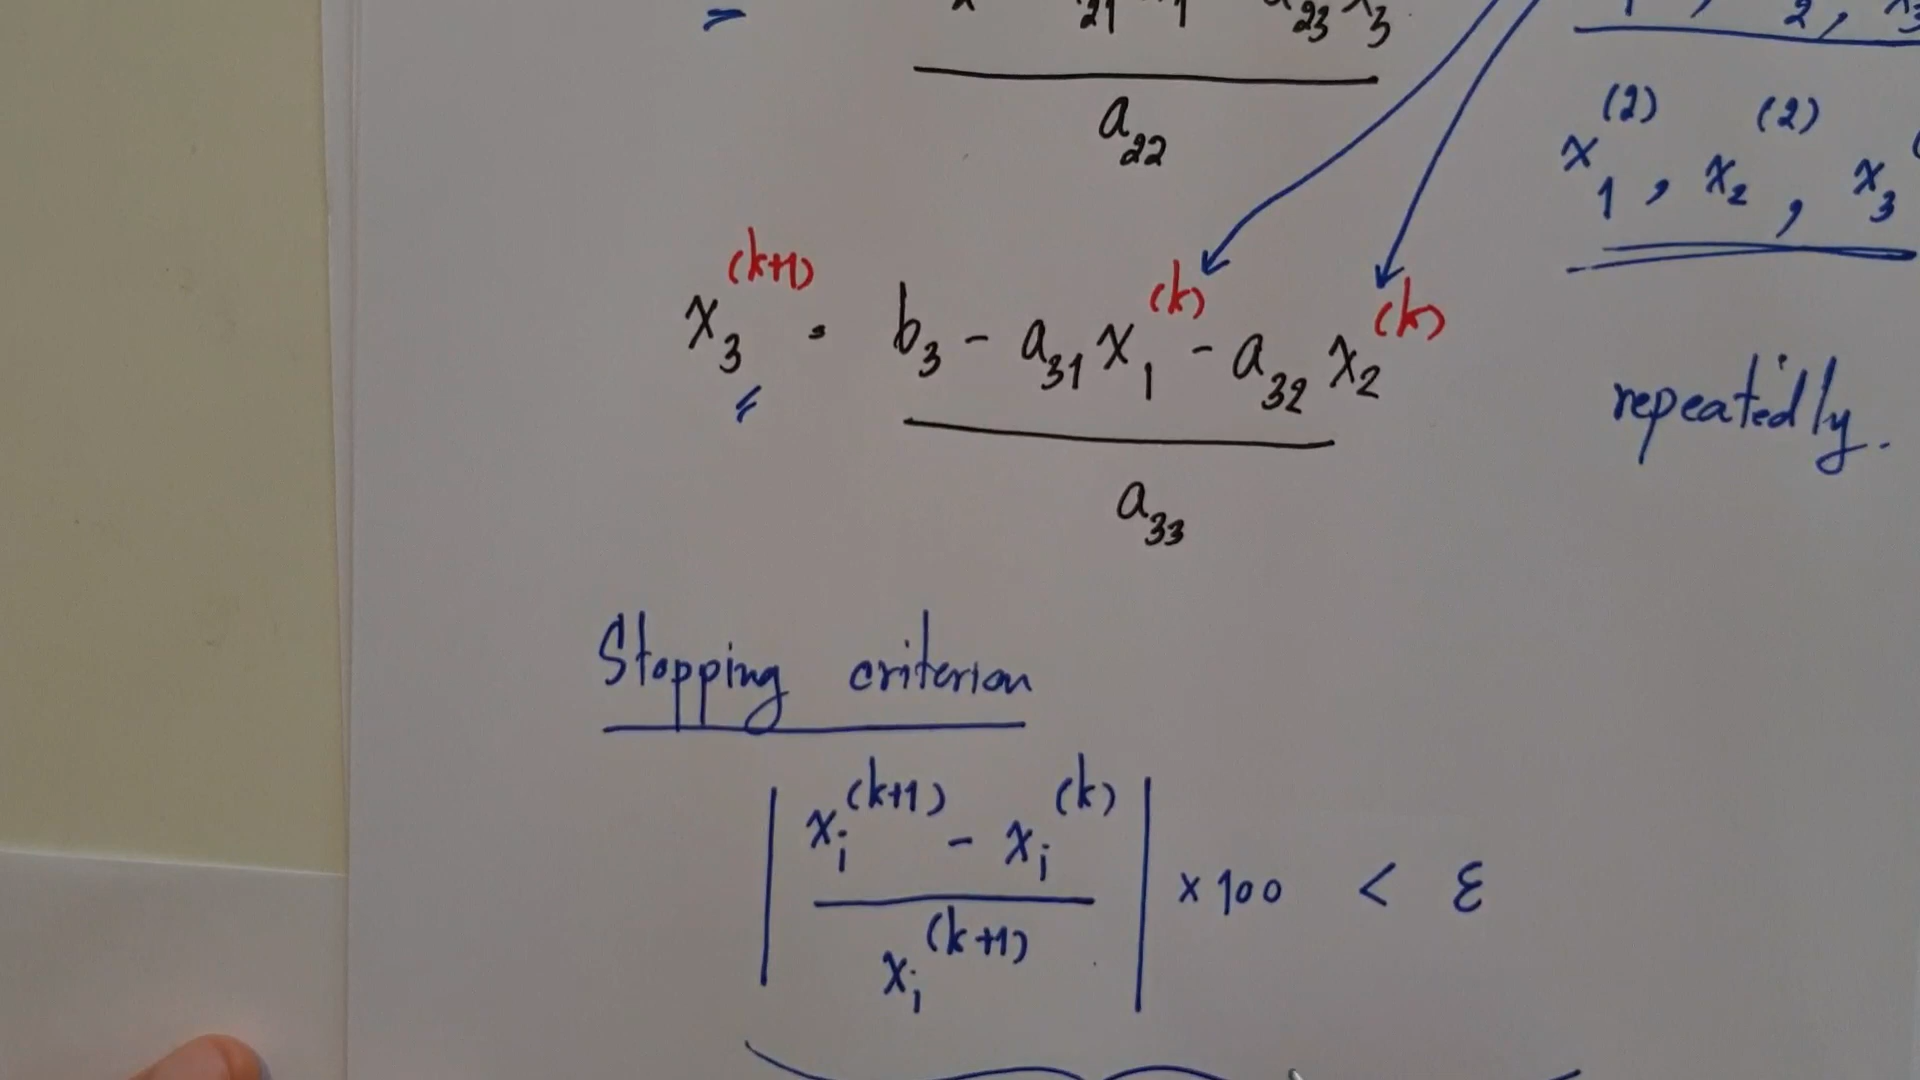 a₂₂
x₁⁽²⁾, x₂⁽²⁾, x₃
x₃⁽ᵏ⁺¹⁾ = b₃ - a₃₁x₁⁽ᵏ⁾ - a₃₂x₂⁽ᵏ⁾
a₃₃
repeatedly.
Stopping criterion
| xᵢ⁽ᵏ⁺¹⁾ - xᵢ⁽ᵏ⁾ / xᵢ⁽ᵏ⁺¹⁾ | × 100 < ε